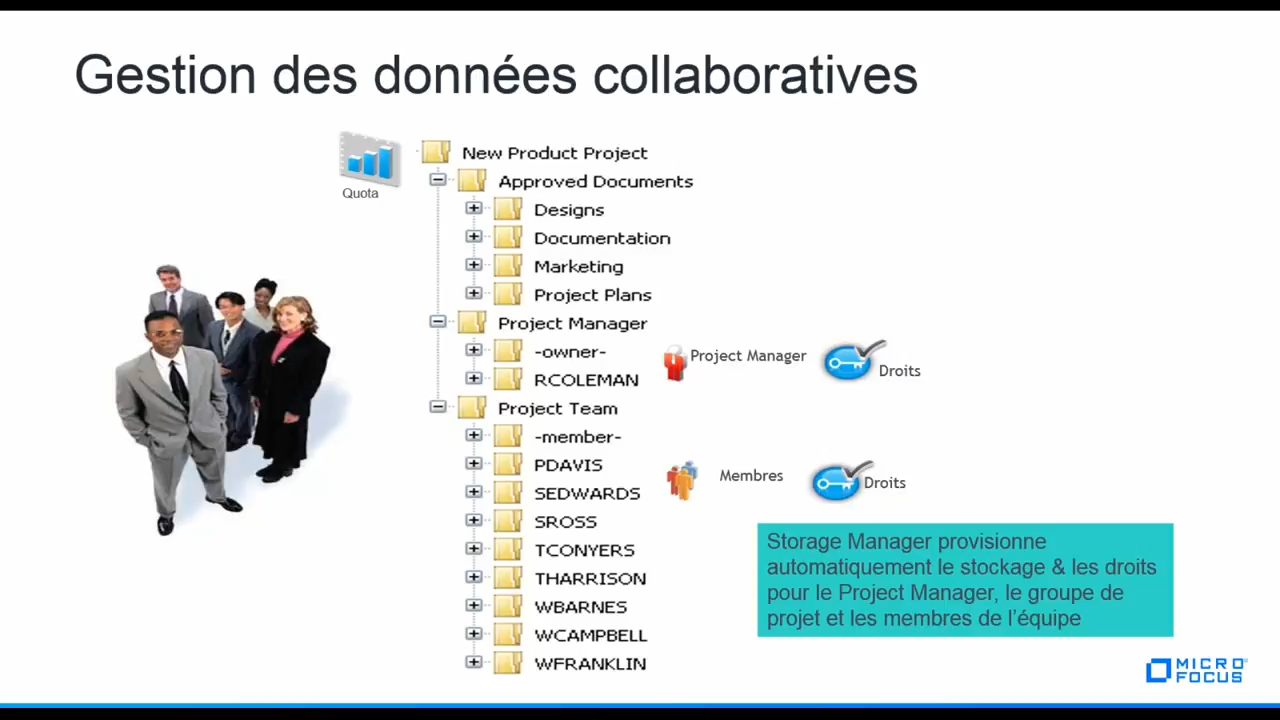 Gestion des données collaboratives
Quota
New Product Project
Approved Documents
Designs
Documentation
Marketing
Project Plans
Project Manager
-owner-
Project Manager
Droits
RCOLEMAN
Project Team
-member-
PDAVIS
Membres
Droits
SEDWARDS
SROSS
TCONYERS
THARRISON
WBARNES
WCAMPBELL
WFRANKLIN
Storage Manager provisionne
automatiquement le stockage & les droits
pour le Project Manager, le groupe de
projet et les membres de l’équipe
MICRO
FOCUS